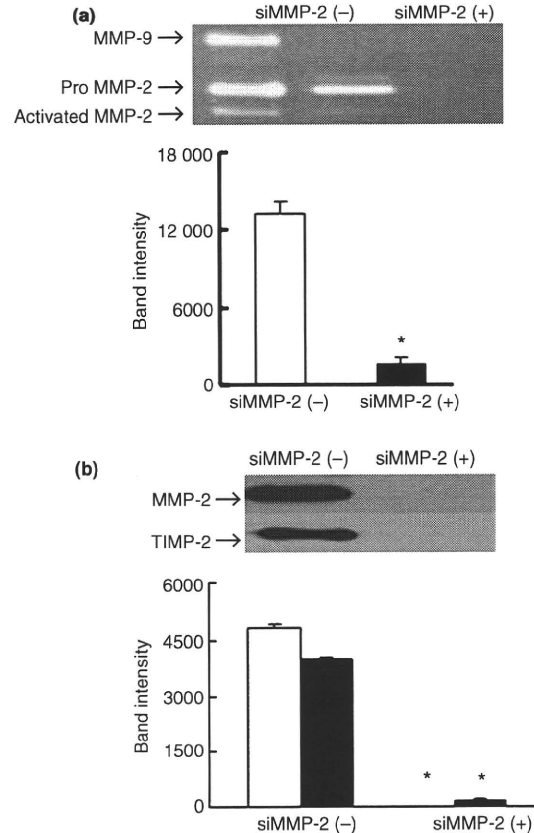 (a)
siMMP-2 (–) siMMP-2 (+)
MMP-9
Pro MMP-2
Activated MMP-2
18 000
12 000
6000
0
Band intensity
*
siMMP-2 (–) siMMP-2 (+)
(b)
siMMP-2 (–) siMMP-2 (+)
MMP-2
TIMP-2
6000
4500
3000
1500
0
Band intensity
* *
siMMP-2 (–) siMMP-2 (+)